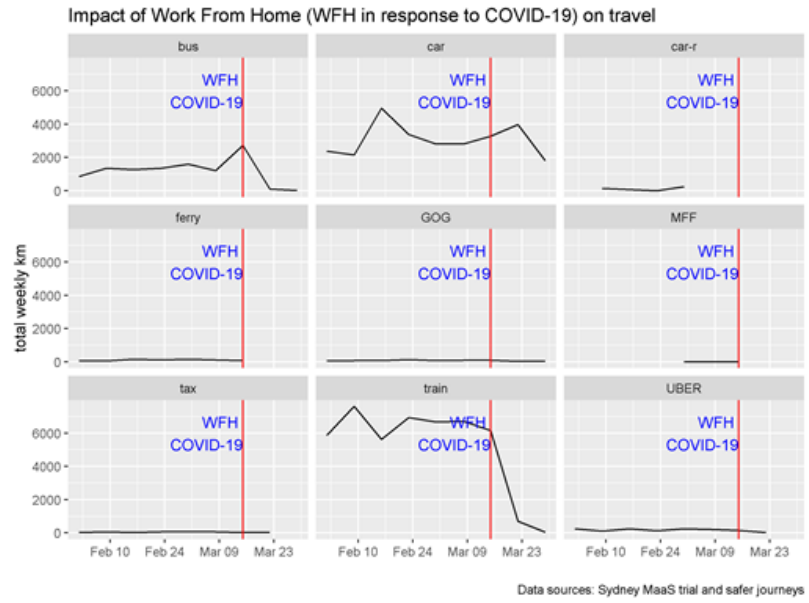 Impact of Work From Home (WFH in response to COVID-19) on travel
bus car car-r
WFH WFH WFH
COVID-19 COVID-19 COVID-19
6000
4000
2000
0
ferry GOG MFF
WFH WFH WFH
COVID-19 COVID-19 COVID-19
6000
4000
2000
0
total weekly km
tax train UBER
WFH WFH WFH
COVID-19 COVID-19 COVID-19
6000
4000
2000
0
Feb 10 Feb 24 Mar 09 Mar 23 Feb 10 Feb 24 Mar 09 Mar 23 Feb 10 Feb 24 Mar 09 Mar 23
Data sources: Sydney MaaS trial and safer journeys